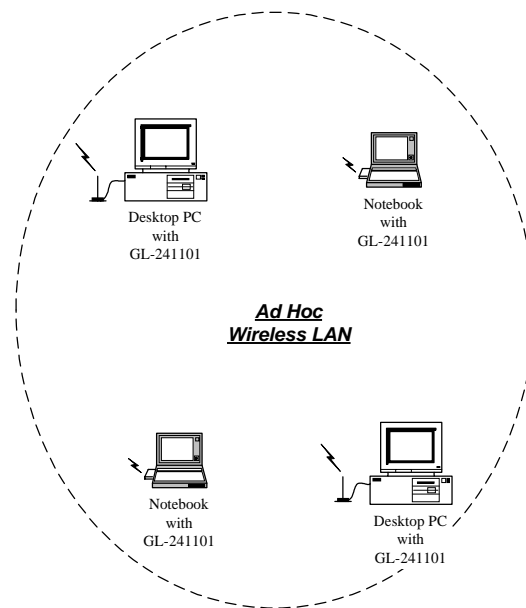 Desktop PC
with
GL-241101
Notebook
with
GL-241101
Ad Hoc
Wireless LAN
Notebook
with
GL-241101
Desktop PC
with
GL-241101